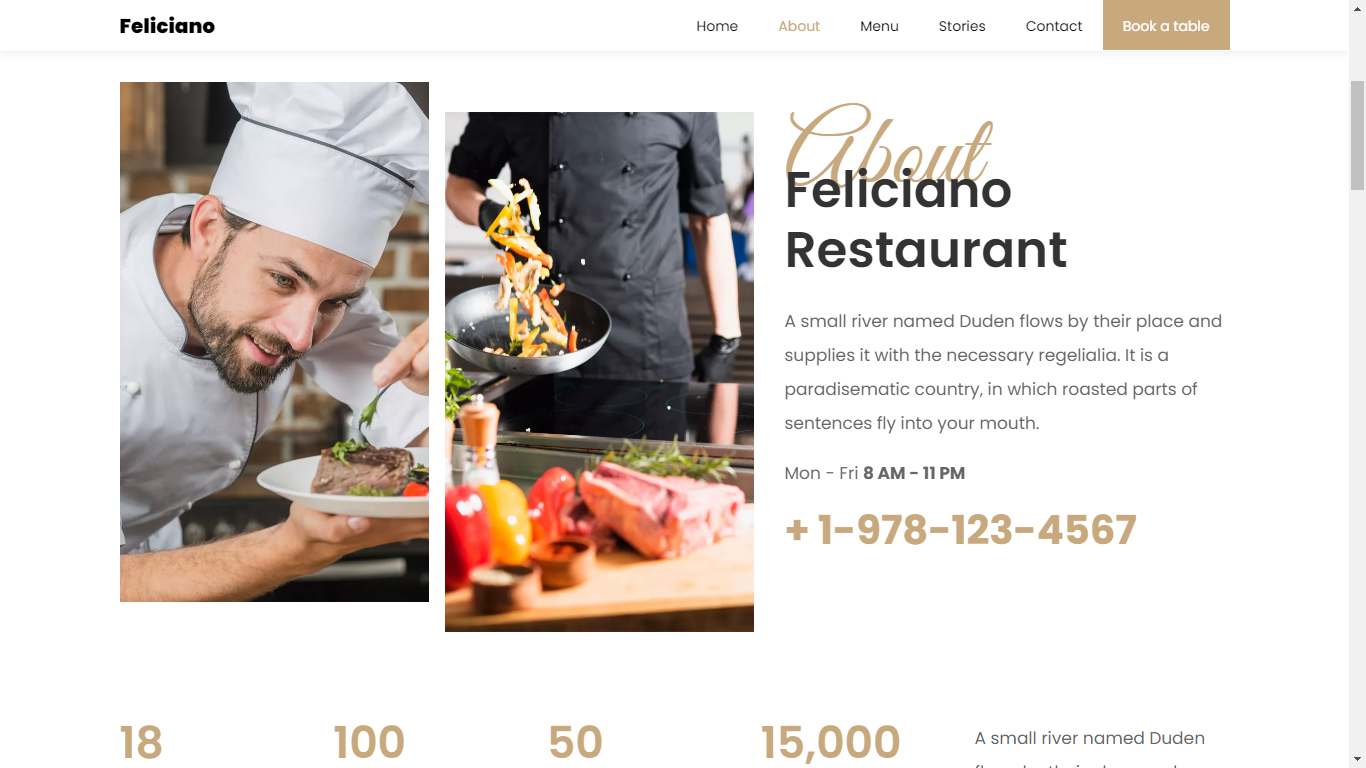 Feliciano
Home
About
Menu
Stories
Contact
Book a table
About
Feliciano
Restaurant
A small river named Duden flows by their place and
supplies it with the necessary regelialia. It is a
paradisematic country, in which roasted parts of
sentences fly into your mouth.
Mon - Fri 8 AM - 11 PM
+ 1-978-123-4567
18
100
50
15,000
A small river named Duden